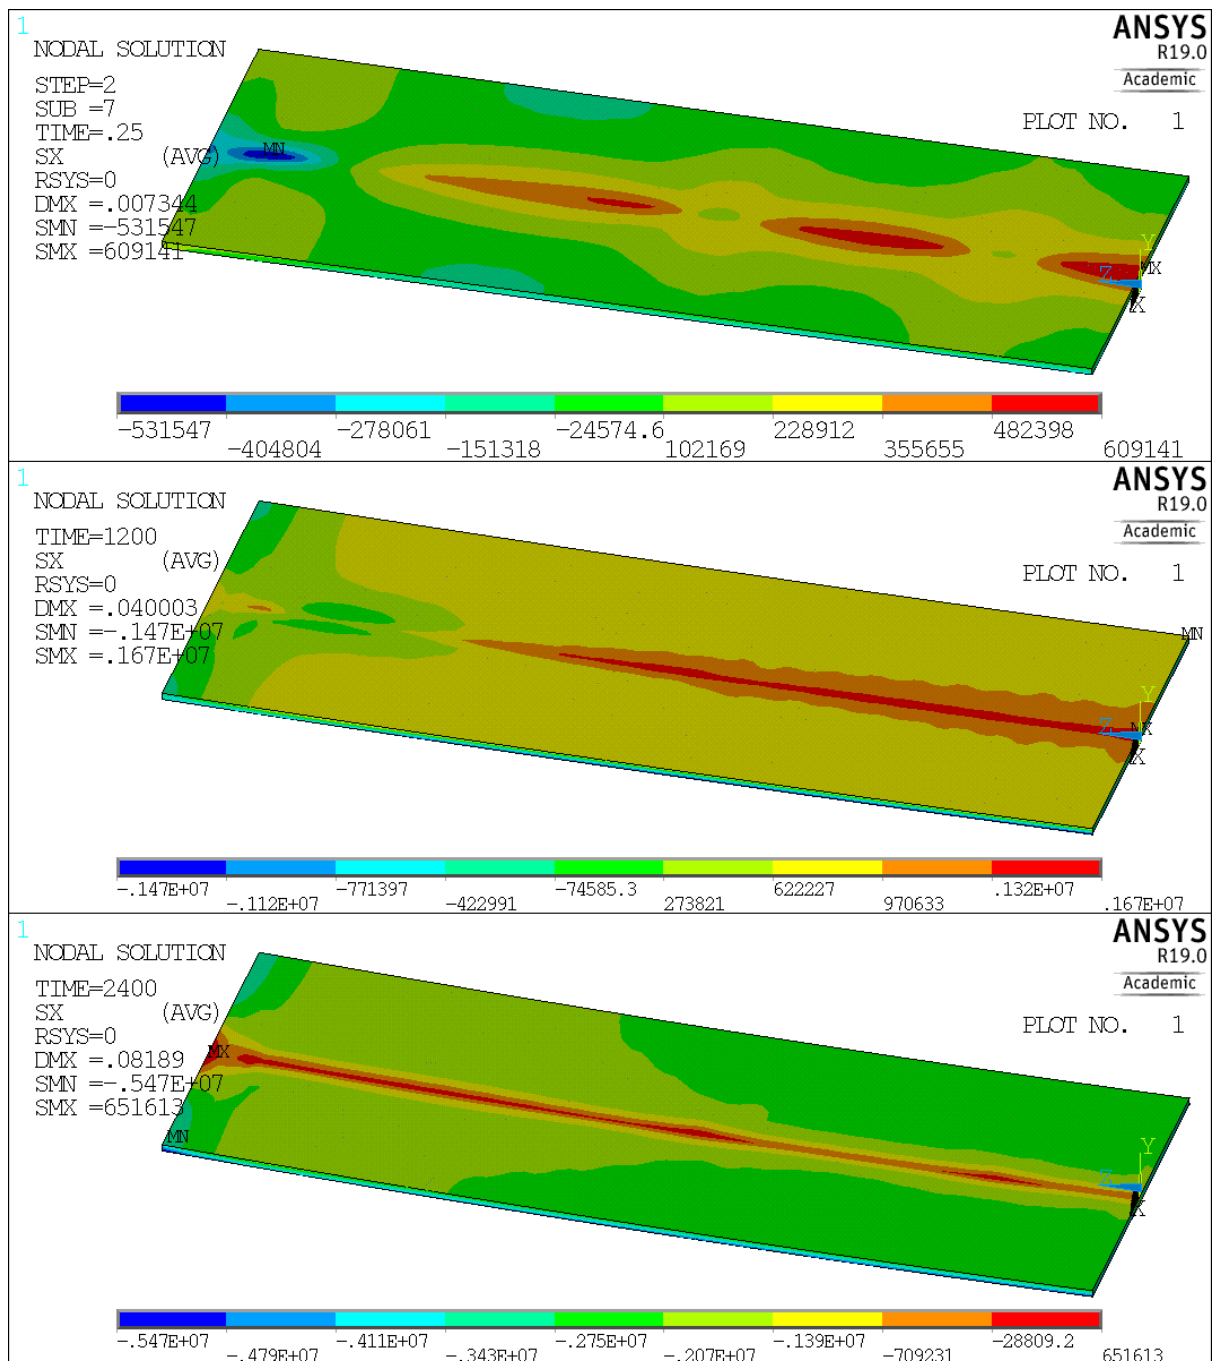 1
ANSYS
R19.0
Academic
NODAL SOLUTION
STEP=2
SUB =7
TIME=.25
SX (AVG)
RSYS=0
DMX =.007344
SMN =-531547
SMX =609141
PLOT NO. 1
MN
MX
Y
Z
X
-531547 -278061 -24574.6 228912 482398
-404804 -151318 102169 355655 609141
1
ANSYS
R19.0
Academic
NODAL SOLUTION
TIME=1200
SX (AVG)
RSYS=0
DMX =.040003
SMN =-.147E+07
SMX =.167E+07
PLOT NO. 1
MN
Y
Z
MX
X
-.147E+07 -771397 -74585.3 622227 .132E+07
-.112E+07 -422991 273821 970633 .167E+07
1
ANSYS
R19.0
Academic
NODAL SOLUTION
TIME=2400
SX (AVG)
RSYS=0
DMX =.08189
SMN =-.547E+07
SMX =651613
PLOT NO. 1
MX
MN
Y
Z
X
-.547E+07 -.411E+07 -.275E+07 -.139E+07 -28809.2
-.479E+07 -.343E+07 -.207E+07 -709231 651613